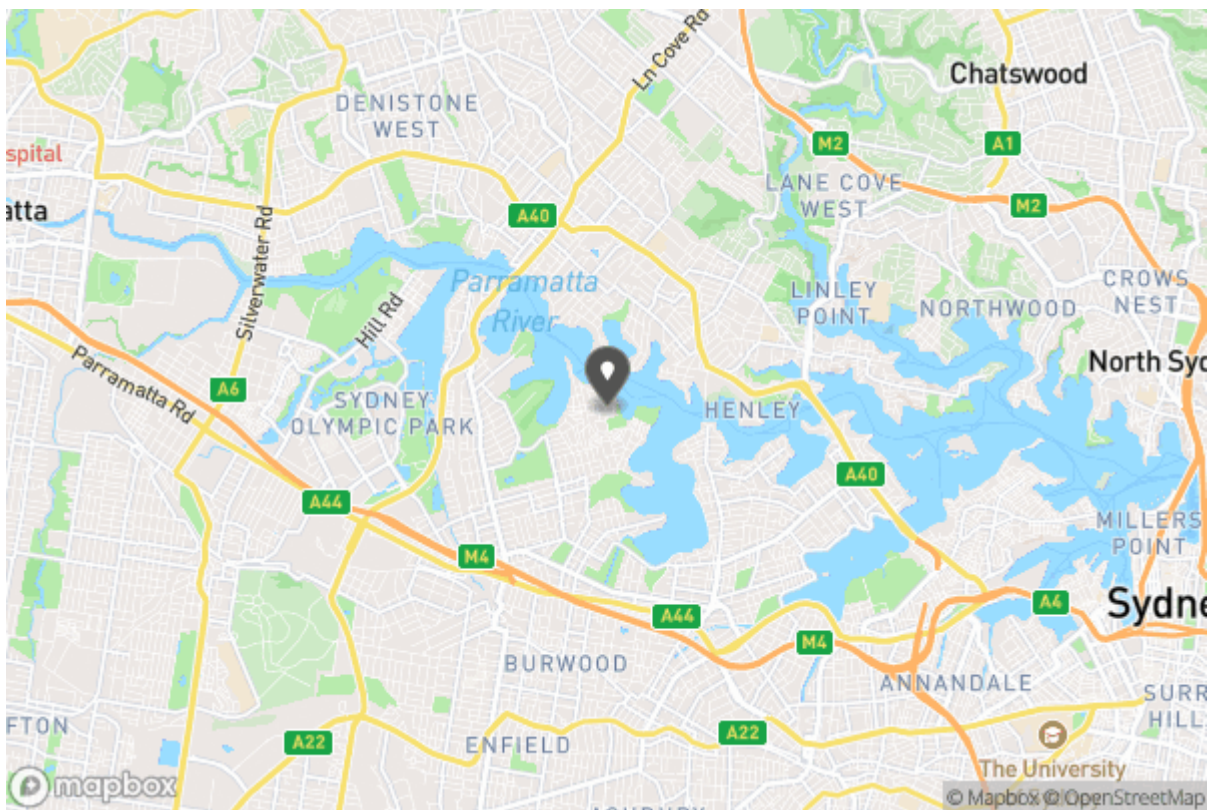 Ln Cove Rd
Chatswood
DENISTONE
WEST
M2
A1
spital
LANE COVE
WEST
M2
atta
A40
Silverwater Rd
Parramatta
River
Hill Rd
LINLEY
POINT
NORTHWOOD
CROWS
NEST
Parramatta Rd
A6
North Syd
SYDNEY
OLYMPIC PARK
HENLEY
A40
A44
MILLERS
POINT
M4
A44
A4
Sydne
M4
BURWOOD
ANNANDALE
SURR
HILL
FTON
A22
ENFIELD
A22
The University
mapbox
© Mapbox © OpenStreetMap